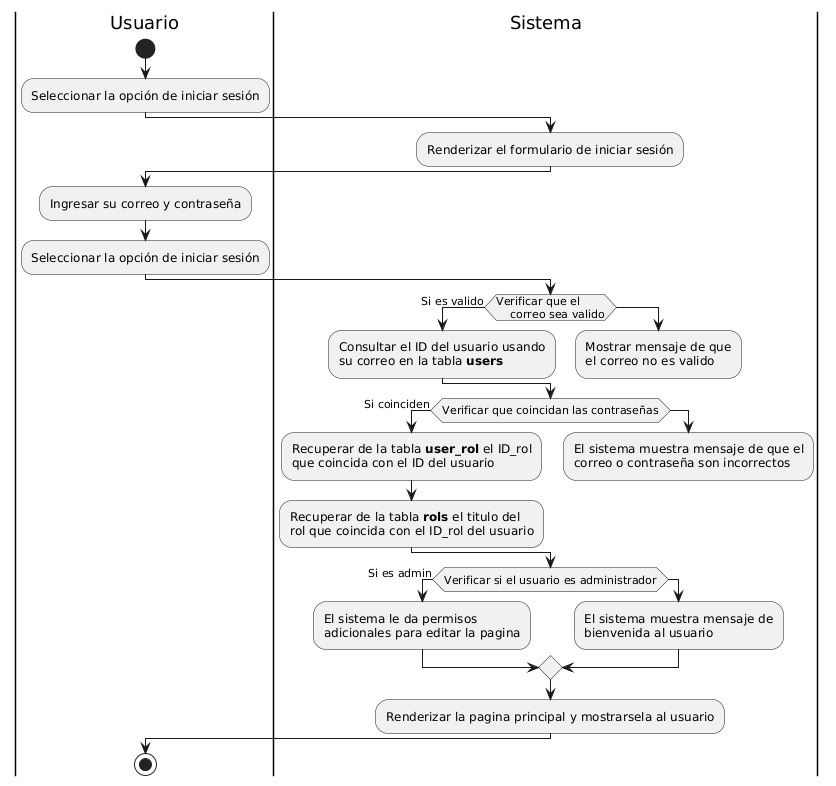 Usuario
Sistema
Seleccionar la opción de iniciar sesión
Renderizar el formulario de iniciar sesión
Ingresar su correo y contraseña
Seleccionar la opción de iniciar sesión
Si es valido
Verificar que el
correo sea valido
Consultar el ID del usuario usando
su correo en la tabla users
Mostrar mensaje de que
el correo no es valido
Si coinciden
Verificar que coincidan las contraseñas
Recuperar de la tabla user_rol el ID_rol
que coincida con el ID del usuario
El sistema muestra mensaje de que el
correo o contraseña son incorrectos
Recuperar de la tabla rols el titulo del
rol que coincida con el ID_rol del usuario
Si es admin
Verificar si el usuario es administrador
El sistema le da permisos
adicionales para editar la pagina
El sistema muestra mensaje de
bienvenida al usuario
Renderizar la pagina principal y mostrarsela al usuario